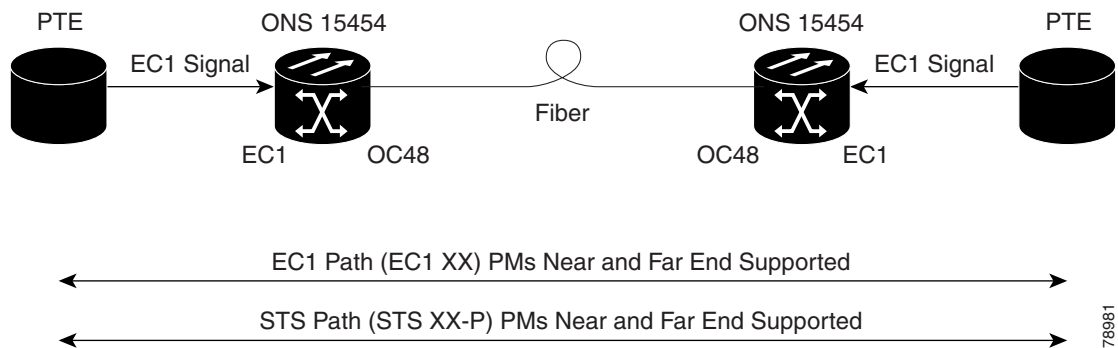 PTE
ONS 15454
ONS 15454
PTE
EC1 Signal
EC1 Signal
Fiber
EC1
OC48
OC48
EC1
EC1 Path (EC1 XX) PMs Near and Far End Supported
STS Path (STS XX-P) PMs Near and Far End Supported
78981